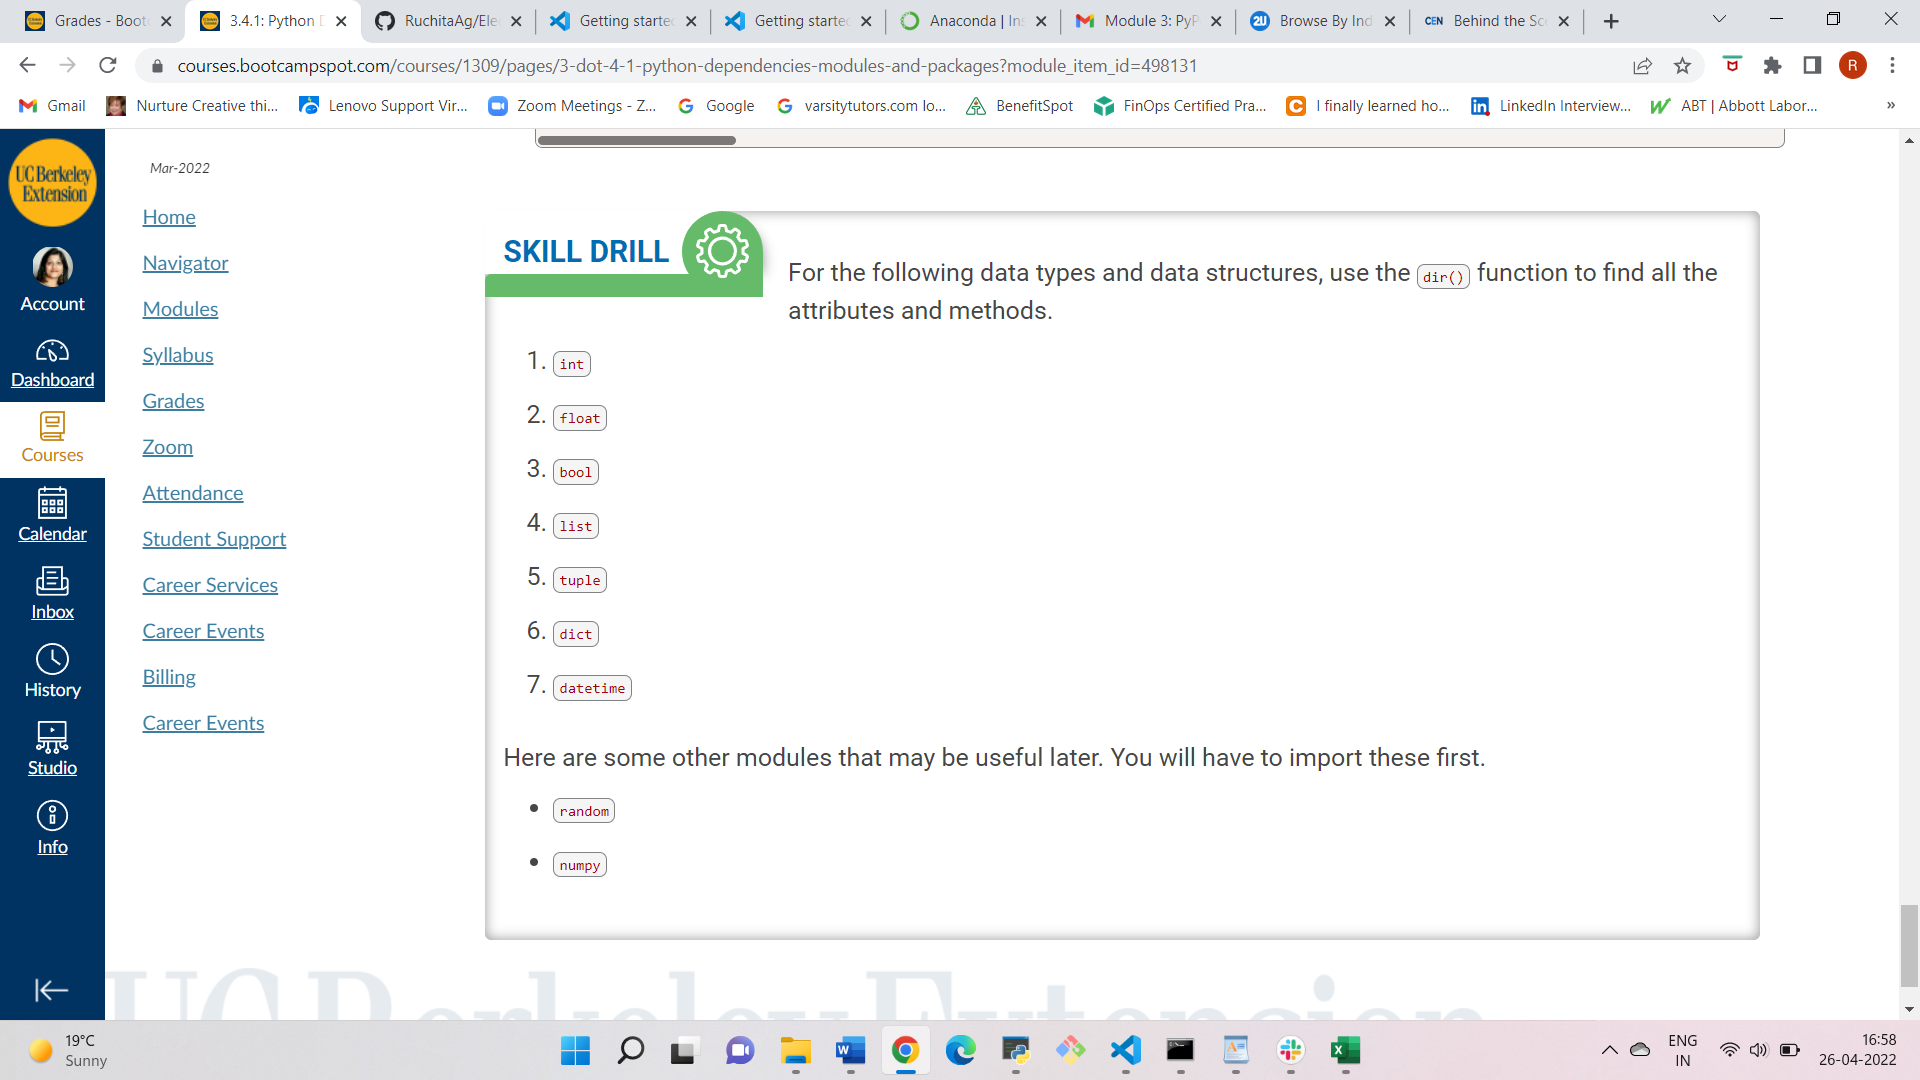 Grades - Boot
3.4.1: Python D
RuchitaAg/Ele
Getting starte
Getting starte
Anaconda | Ins
Module 3: PyP
Browse By Ind
CEN Behind the Sc
courses.bootcampspot.com/courses/1309/pages/3-dot-4-1-python-dependencies-modules-and-packages?module_item_id=498131
R
Gmail
Nurture Creative thi...
Lenovo Support Vir...
Zoom Meetings - Z...
Google
varsitytutors.com lo...
BenefitSpot
FinOps Certified Pra...
I finally learned ho...
LinkedIn Interview...
ABT | Abbott Labor...
»
UC Berkeley
Extension
Account
Dashboard
Courses
Calendar
Inbox
History
Studio
Info
Mar-2022
Home
Navigator
Modules
Syllabus
Grades
Zoom
Attendance
Student Support
Career Services
Career Events
Billing
Career Events
SKILL DRILL
For the following data types and data structures, use the dir() function to find all the
attributes and methods.
1. int
2. float
3. bool
4. list
5. tuple
6. dict
7. datetime
Here are some other modules that may be useful later. You will have to import these first.
• random
• numpy
UC Berkeley Extension
19°C
Sunny
ENG
IN
16:58
26-04-2022